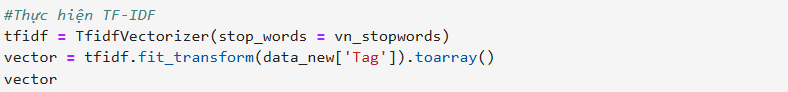 #Thực hiện TF-IDF
tfidf = TfidfVectorizer(stop_words = vn_stopwords)
vector = tfidf.fit_transform(data_new['Tag']).toarray()
vector